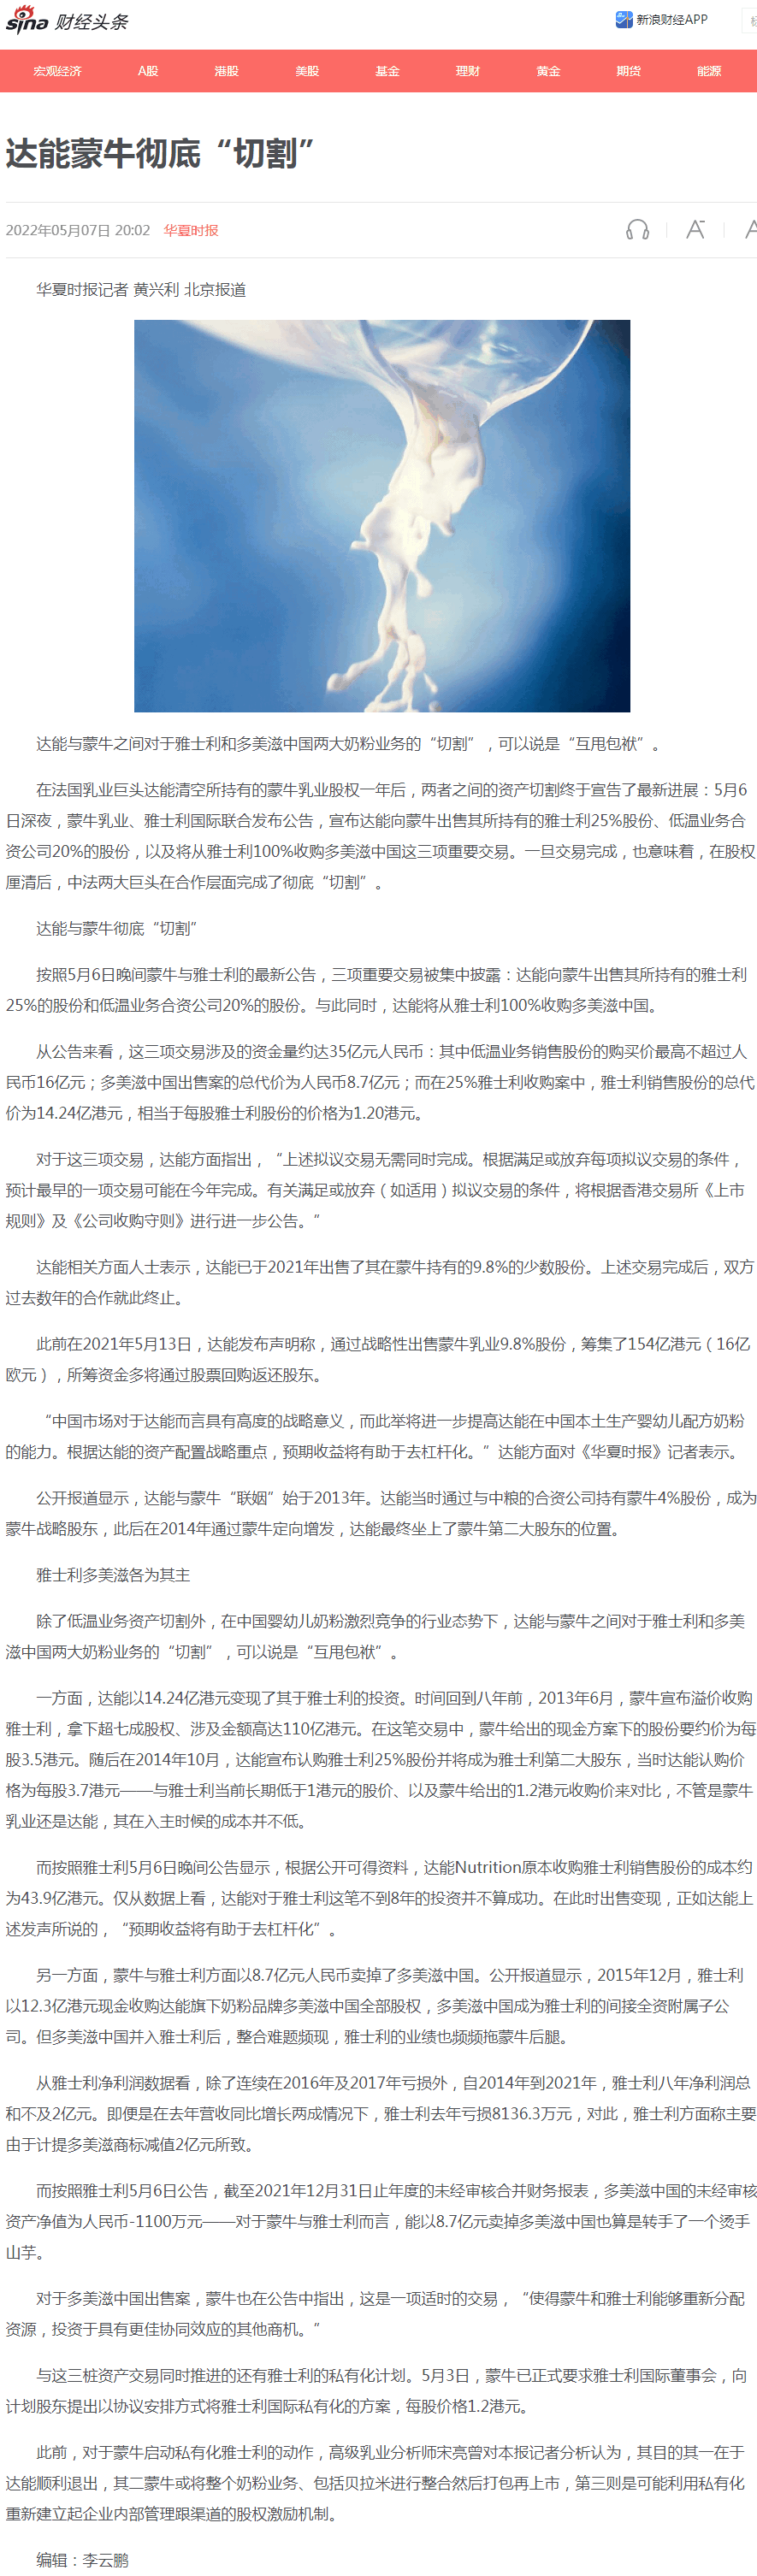 sina 财经头条
新浪财经APP
宏观经济 A股 港股 美股 基金 理财 黄金 期货 能源
达能蒙牛彻底“切割”
2022年05月07日 20:02 华夏时报
华夏时报记者 黄兴利 北京报道
达能与蒙牛之间对于雅士利和多美滋中国两大奶粉业务的“切割”，可以说是“互甩包袱”。
在法国乳业巨头达能清空所持有的蒙牛乳业股权一年后，两者之间的资产切割终于宣告了最新进展：5月6
日深夜，蒙牛乳业、雅士利国际联合发布公告，宣布达能向蒙牛出售其所持有的雅士利25%股份、低温业务合
资公司20%的股份，以及将从雅士利100%收购多美滋中国这三项重要交易。一旦交易完成，也意味着，在股权
厘清后，中法两大巨头在合作层面完成了彻底“切割”。
达能与蒙牛彻底“切割”
按照5月6日晚间蒙牛与雅士利的最新公告，三项重要交易被集中披露：达能向蒙牛出售其所持有的雅士利
25%的股份和低温业务合资公司20%的股份。与此同时，达能将从雅士利100%收购多美滋中国。
从公告来看，这三项交易涉及的资金量约达35亿元人民币：其中低温业务销售股份的购买价最高不超过人
民币16亿元；多美滋中国出售案的总代价为人民币8.7亿元；而在25%雅士利收购案中，雅士利销售股份的总代
价为14.24亿港元，相当于每股雅士利股份的价格为1.20港元。
对于这三项交易，达能方面指出，“上述拟议交易无需同时完成。根据满足或放弃每项拟议交易的条件，
预计最早的一项交易可能在今年完成。有关满足或放弃（如适用）拟议交易的条件，将根据香港交易所《上市
规则》及《公司收购守则》进行进一步公告。”
达能相关方面人士表示，达能已于2021年出售了其在蒙牛持有的9.8%的少数股份。上述交易完成后，双方
过去数年的合作就此终止。
此前在2021年5月13日，达能发布声明称，通过战略性出售蒙牛乳业9.8%股份，筹集了154亿港元（16亿
欧元），所筹资金多将通过股票回购返还股东。
“中国市场对于达能而言具有高度的战略意义，而此举将进一步提高达能在中国本土生产婴幼儿配方奶粉
的能力。根据达能的资产配置战略重点，预期收益将有助于去杠杆化。”达能方面对《华夏时报》记者表示。
公开报道显示，达能与蒙牛“联姻”始于2013年。达能当时通过与中粮的合资公司持有蒙牛4%股份，成为
蒙牛战略股东，此后在2014年通过蒙牛定向增发，达能最终坐上了蒙牛第二大股东的位置。
雅士利多美滋各为其主
除了低温业务资产切割外，在中国婴幼儿奶粉激烈竞争的行业态势下，达能与蒙牛之间对于雅士利和多美
滋中国两大奶粉业务的“切割”，可以说是“互甩包袱”。
一方面，达能以14.24亿港元变现了其于雅士利的投资。时间回到八年前，2013年6月，蒙牛宣布溢价收购
雅士利，拿下超七成股权、涉及金额高达110亿港元。在这笔交易中，蒙牛给出的现金方案下的股份要约价为每
股3.5港元。随后在2014年10月，达能宣布认购雅士利25%股份并将成为雅士利第二大股东，当时达能认购价
格为每股3.7港元——与雅士利当前长期低于1港元的股价、以及蒙牛给出的1.2港元收购价来对比，不管是蒙牛
乳业还是达能，其在入主时候的成本并不低。
而按照雅士利5月6日晚间公告显示，根据公开可得资料，达能Nutrition原本收购雅士利销售股份的成本约
为43.9亿港元。仅从数据上看，达能对于雅士利这笔不到8年的投资并不算成功。在此时出售变现，正如达能上
述发声所说的，“预期收益将有助于去杠杆化”。
另一方面，蒙牛与雅士利方面以8.7亿元人民币卖掉了多美滋中国。公开报道显示，2015年12月，雅士利
以12.3亿港元现金收购达能旗下奶粉品牌多美滋中国全部股权，多美滋中国成为雅士利的间接全资附属子公
司。但多美滋中国并入雅士利后，整合难题频现，雅士利的业绩也频频拖蒙牛后腿。
从雅士利净利润数据看，除了连续在2016年及2017年亏损外，自2014年到2021年，雅士利八年净利润总
和不及2亿元。即便是在去年营收同比增长两成情况下，雅士利去年亏损8136.3万元，对此，雅士利方面称主要
由于计提多美滋商标减值2亿元所致。
而按照雅士利5月6日公告，截至2021年12月31日止年度的未经审核合并财务报表，多美滋中国的未经审核
资产净值为人民币-1100万元——对于蒙牛与雅士利而言，能以8.7亿元卖掉多美滋中国也算是转手了一个烫手
山芋。
对于多美滋中国出售案，蒙牛也在公告中指出，这是一项适时的交易，“使得蒙牛和雅士利能够重新分配
资源，投资于具有更佳协同效应的其他商机。”
与这三桩资产交易同时推进的还有雅士利的私有化计划。5月3日，蒙牛已正式要求雅士利国际董事会，向
计划股东提出以协议安排方式将雅士利国际私有化的方案，每股价格1.2港元。
此前，对于蒙牛启动私有化雅士利的动作，高级乳业分析师宋亮曾对本报记者分析认为，其目的其一在于
达能顺利退出，其二蒙牛或将整个奶粉业务、包括贝拉米进行整合然后打包再上市，第三则是可能利用私有化
重新建立起企业内部管理跟渠道的股权激励机制。
编辑：李云鹏